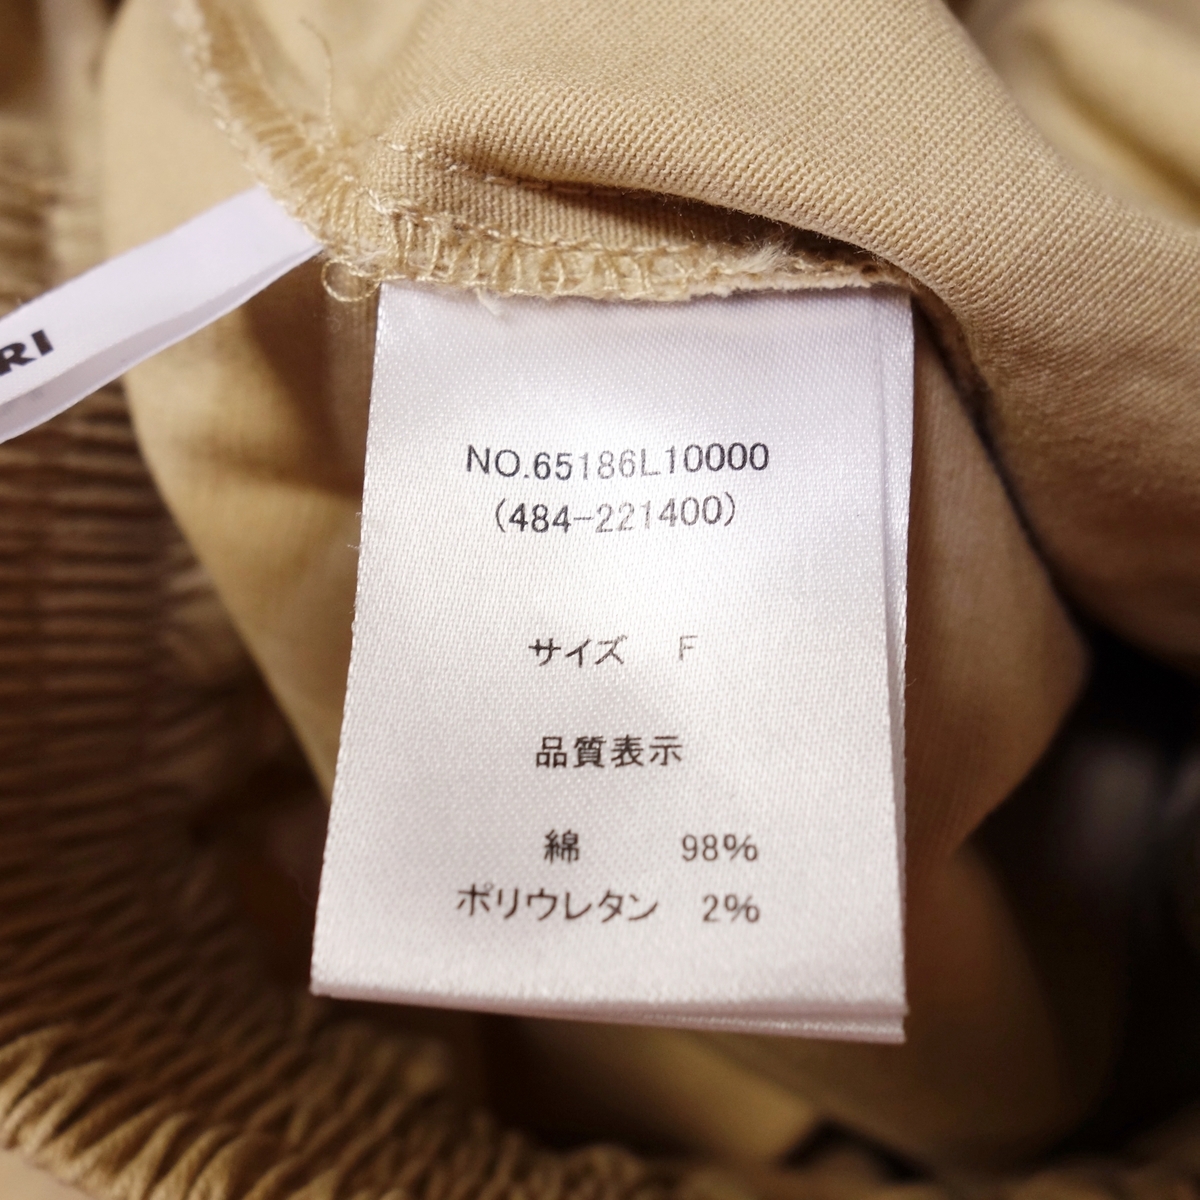 RI
NO.65186L10000
(484-221400)
サイズ F
品質表示
綿 98%
ポリウレタン 2%